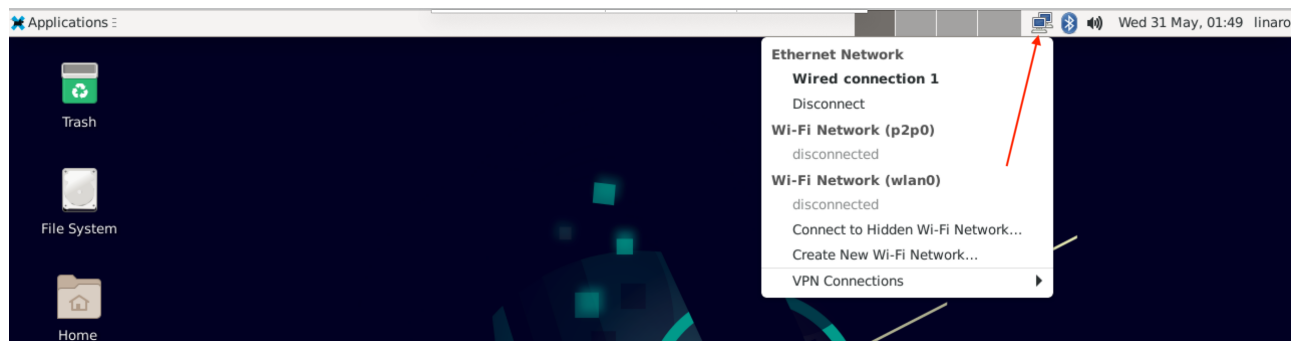 Applications
Wed 31 May, 01:49 linaro
Trash
File System
Home
Ethernet Network
Wired connection 1
Disconnect
Wi-Fi Network (p2p0)
disconnected
Wi-Fi Network (wlan0)
disconnected
Connect to Hidden Wi-Fi Network...
Create New Wi-Fi Network...
VPN Connections